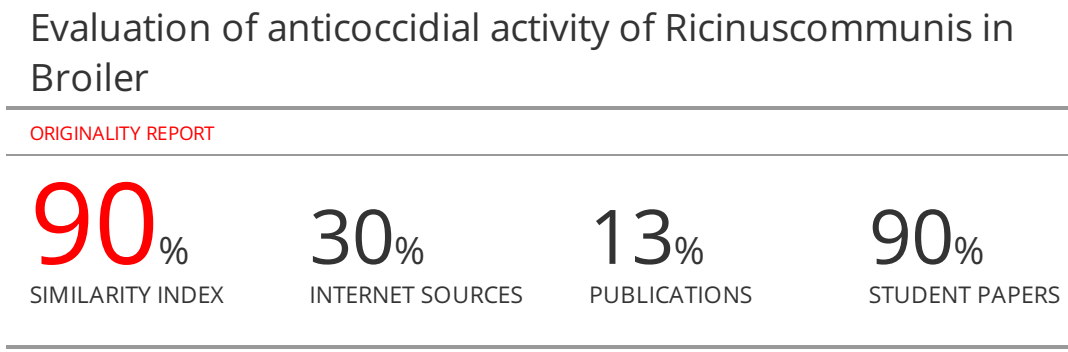 Evaluation of anticoccidial activity of Ricinuscommunis in
Broiler
ORIGINALITY REPORT
90% 30% 13% 90%
SIMILARITY INDEX INTERNET SOURCES PUBLICATIONS STUDENT PAPERS